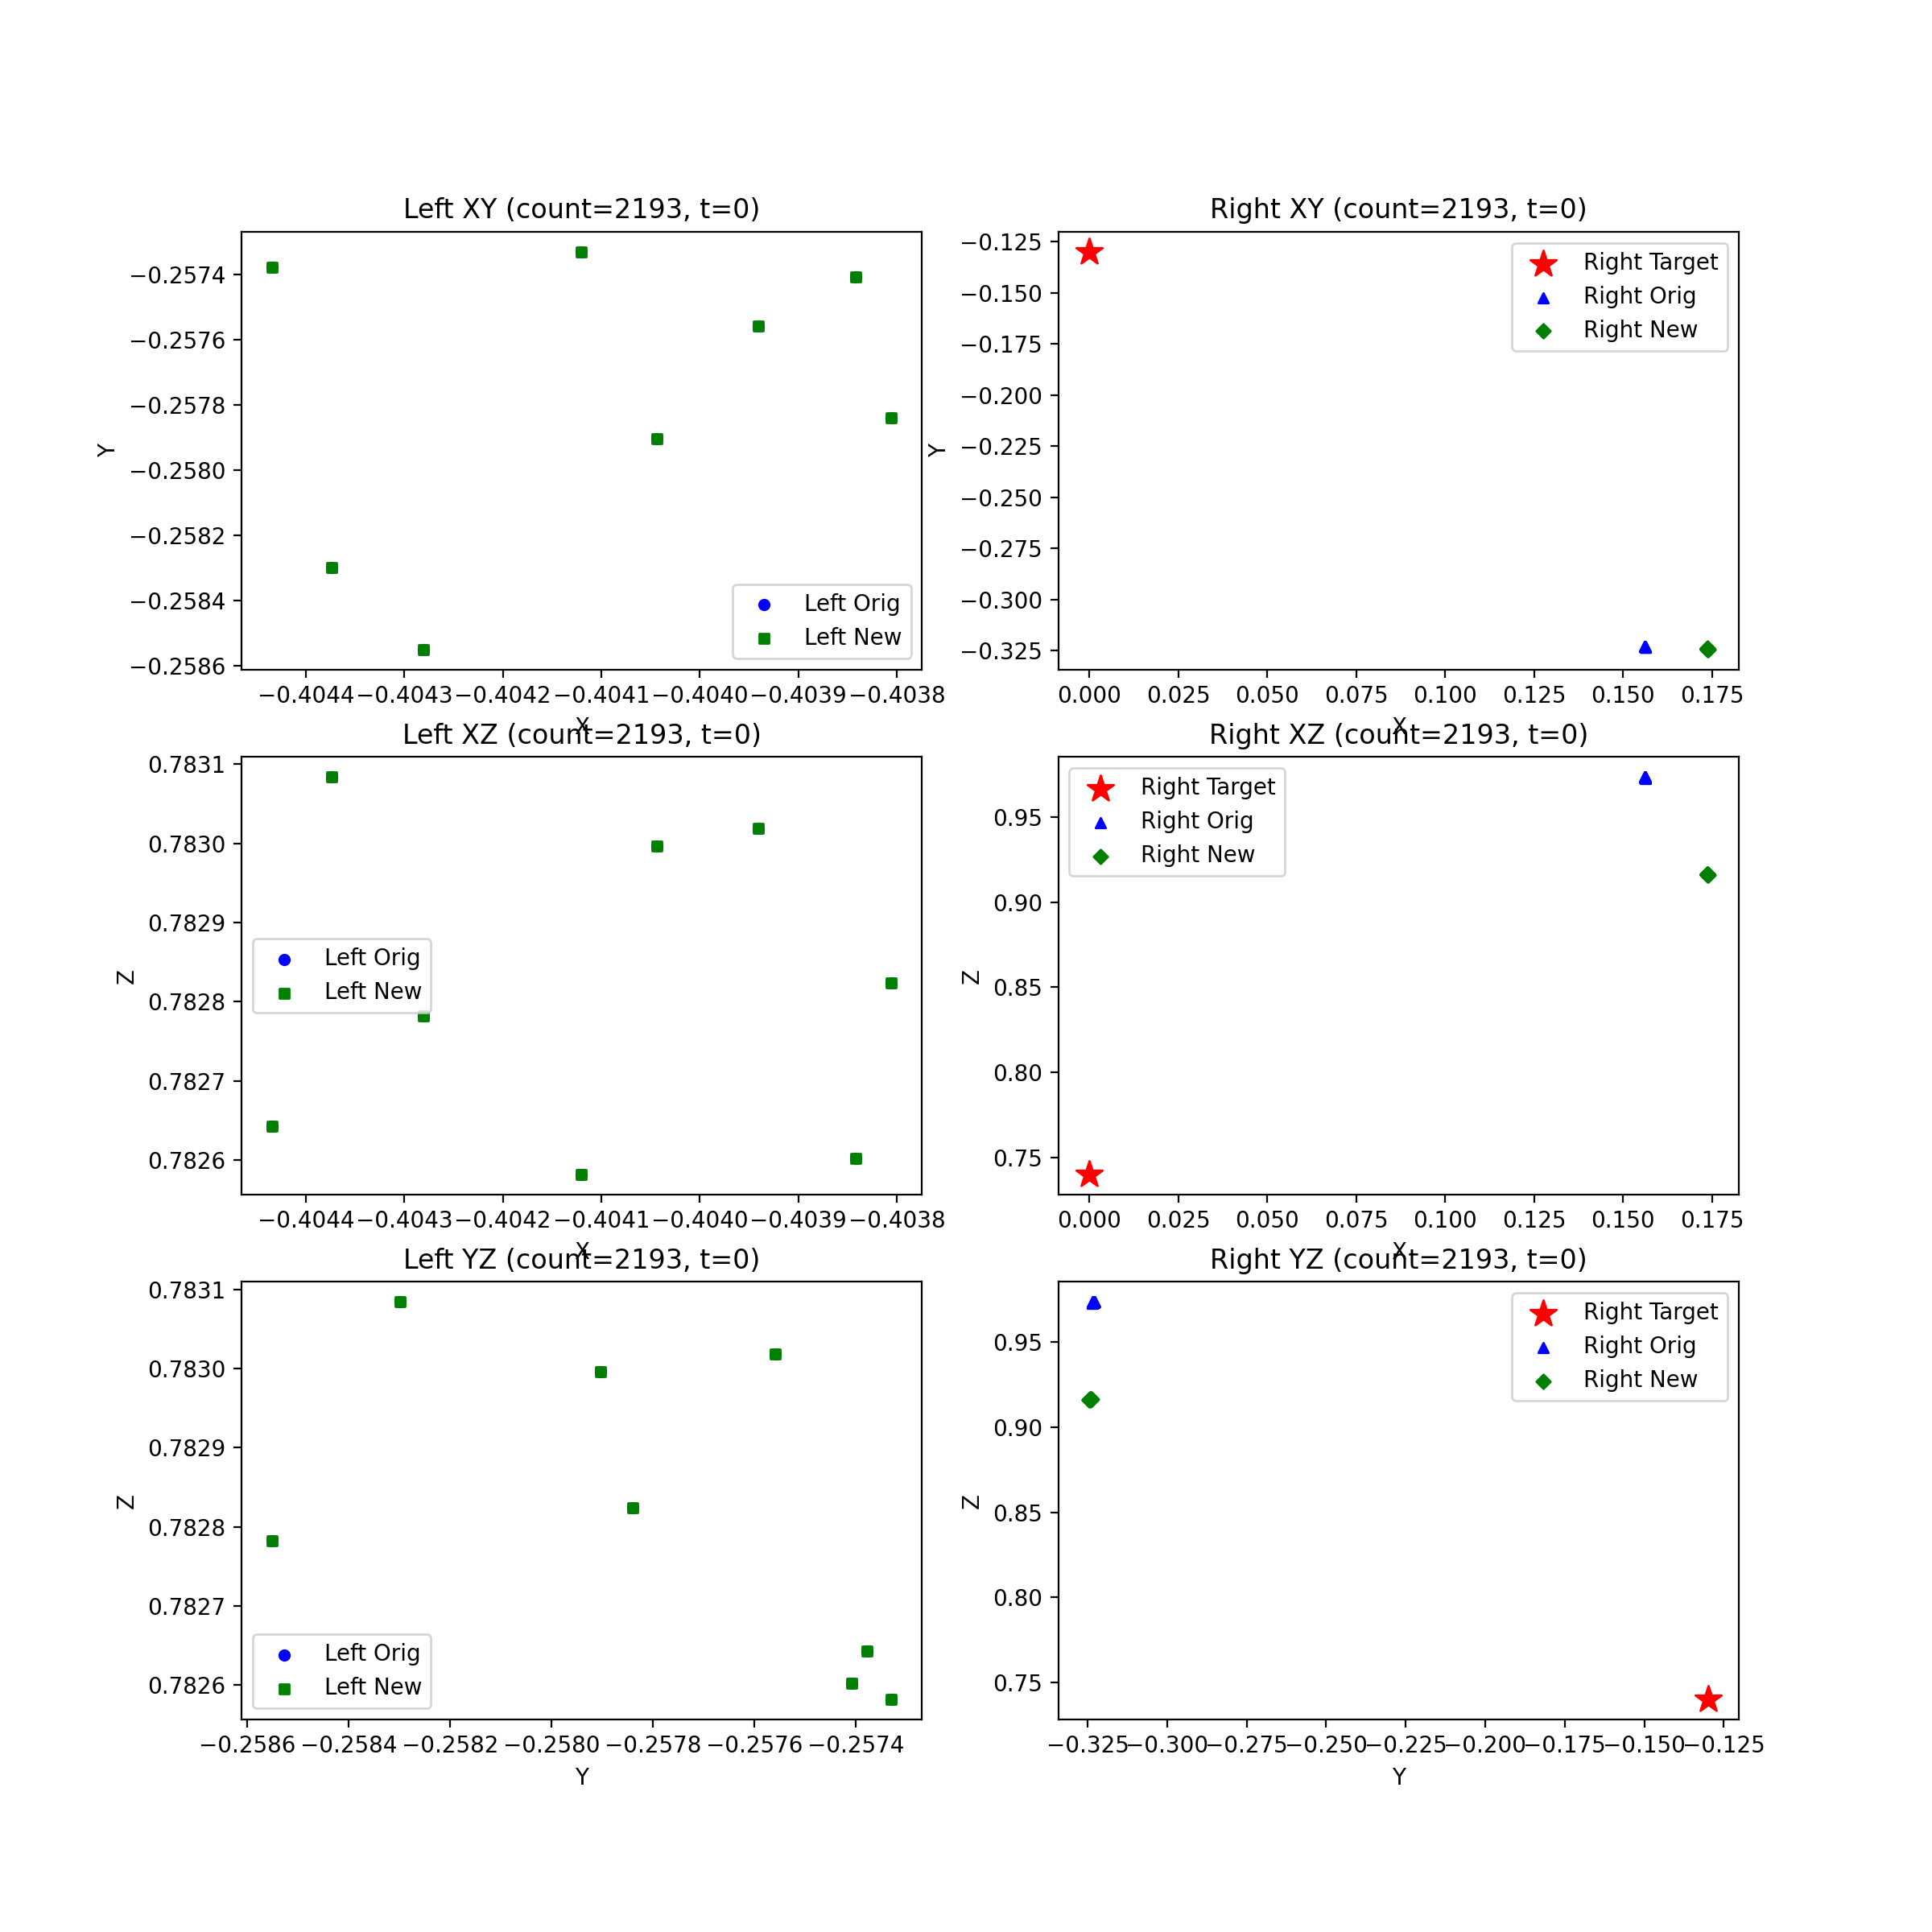 Left XY (count=2193, t=0)
−0.2574
−0.2576
−0.2578
−0.2580
−0.2582
−0.2584
−0.2586
Y
Left Orig
Left New
−0.4044 −0.4043 −0.4042 −0.4041 −0.4040 −0.4039 −0.4038
X
Right XY (count=2193, t=0)
−0.125
−0.150
−0.175
−0.200
−0.225
−0.250
−0.275
−0.300
−0.325
Y
Right Target
Right Orig
Right New
0.000 0.025 0.050 0.075 0.100 0.125 0.150 0.175
X
Left XZ (count=2193, t=0)
0.7831
0.7830
0.7829
0.7828
0.7827
0.7826
Z
Left Orig
Left New
−0.4044 −0.4043 −0.4042 −0.4041 −0.4040 −0.4039 −0.4038
X
Right XZ (count=2193, t=0)
0.95
0.90
0.85
0.80
0.75
Z
Right Target
Right Orig
Right New
0.000 0.025 0.050 0.075 0.100 0.125 0.150 0.175
X
Left YZ (count=2193, t=0)
0.7831
0.7830
0.7829
0.7828
0.7827
0.7826
Z
Left Orig
Left New
−0.2586 −0.2584 −0.2582 −0.2580 −0.2578 −0.2576 −0.2574
Y
Right YZ (count=2193, t=0)
0.95
0.90
0.85
0.80
0.75
Z
Right Target
Right Orig
Right New
−0.325 −0.300 −0.275 −0.250 −0.225 −0.200 −0.175 −0.150 −0.125
Y